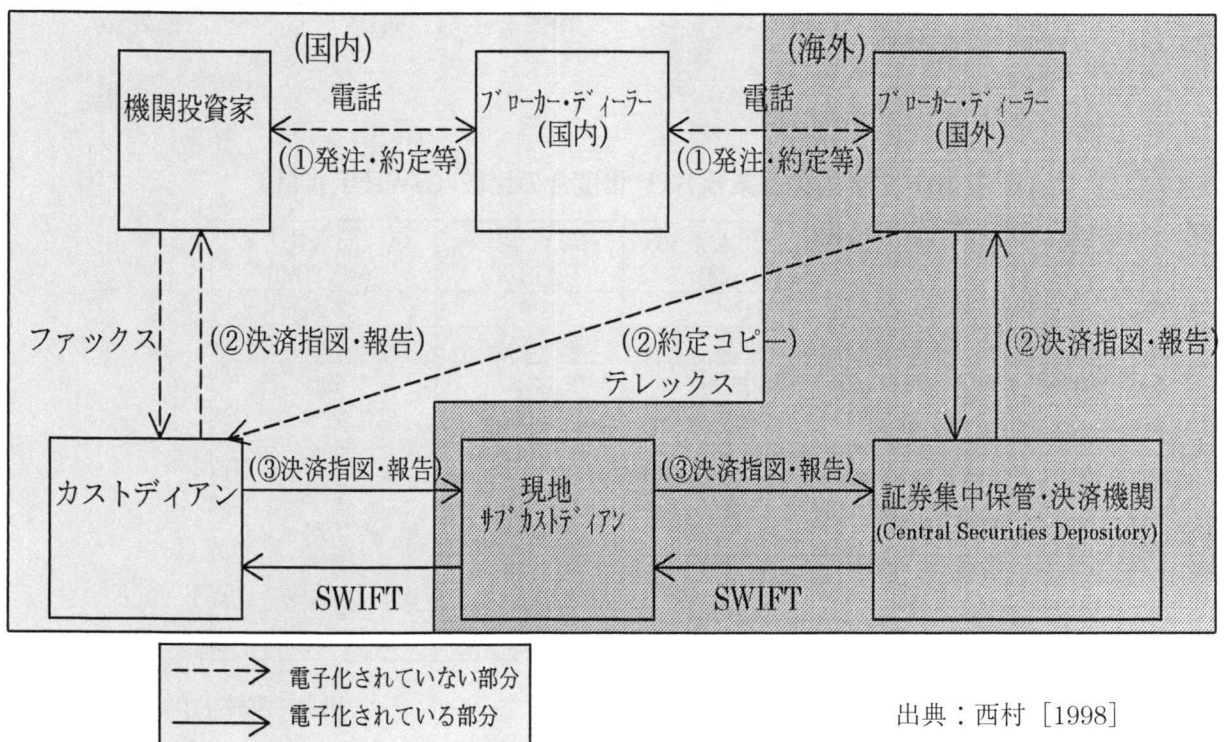 (国内)
(海外)
機関投資家
電話
ブローカー・ディーラー
(国内)
電話
ブローカー・ディーラー
(国外)
(①発注・約定等)
(①発注・約定等)
ファックス
(②決済指図・報告)
(②約定コピー)
テレックス
(②決済指図・報告)
カストディアン
(③決済指図・報告)
現地
サブカストディアン
(③決済指図・報告)
証券集中保管・決済機関
(Central Securities Depository)
SWIFT
SWIFT
電子化されていない部分
電子化されている部分
出典：西村［1998］